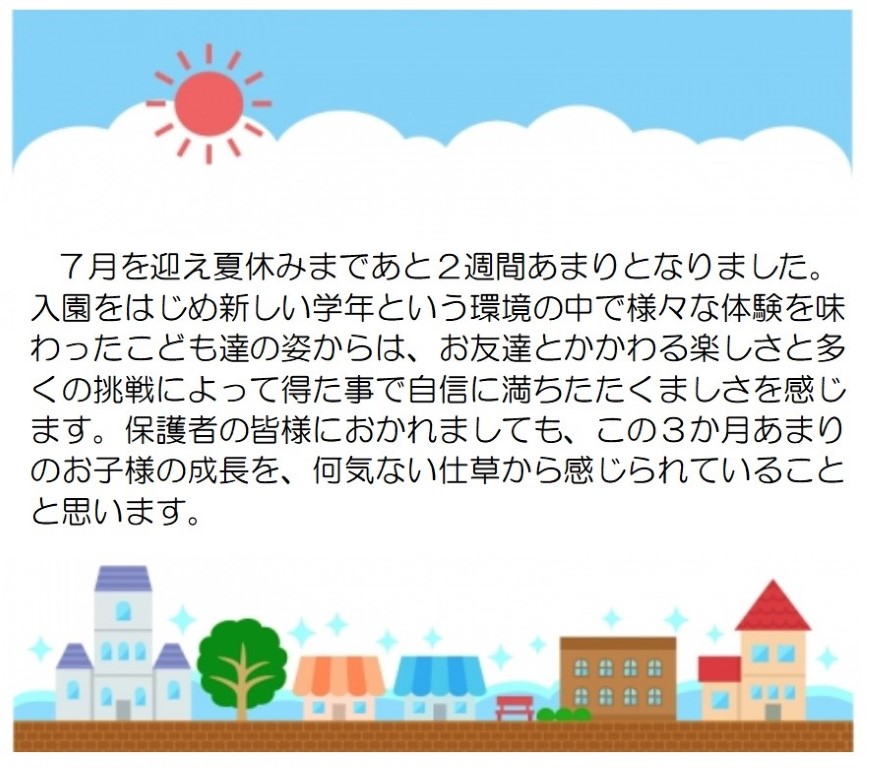 ７月を迎え夏休みまであと２週間あまりとなりました。
入園をはじめ新しい学年という環境の中で様々な体験を味
わったこども達の姿からは、お友達とかかわる楽しさと多
くの挑戦によって得た事で自信に満ちたたくましさを感じ
ます。保護者の皆様におかれましても、この３か月あまり
のお子様の成長を、何気ない仕草から感じられていること
と思います。